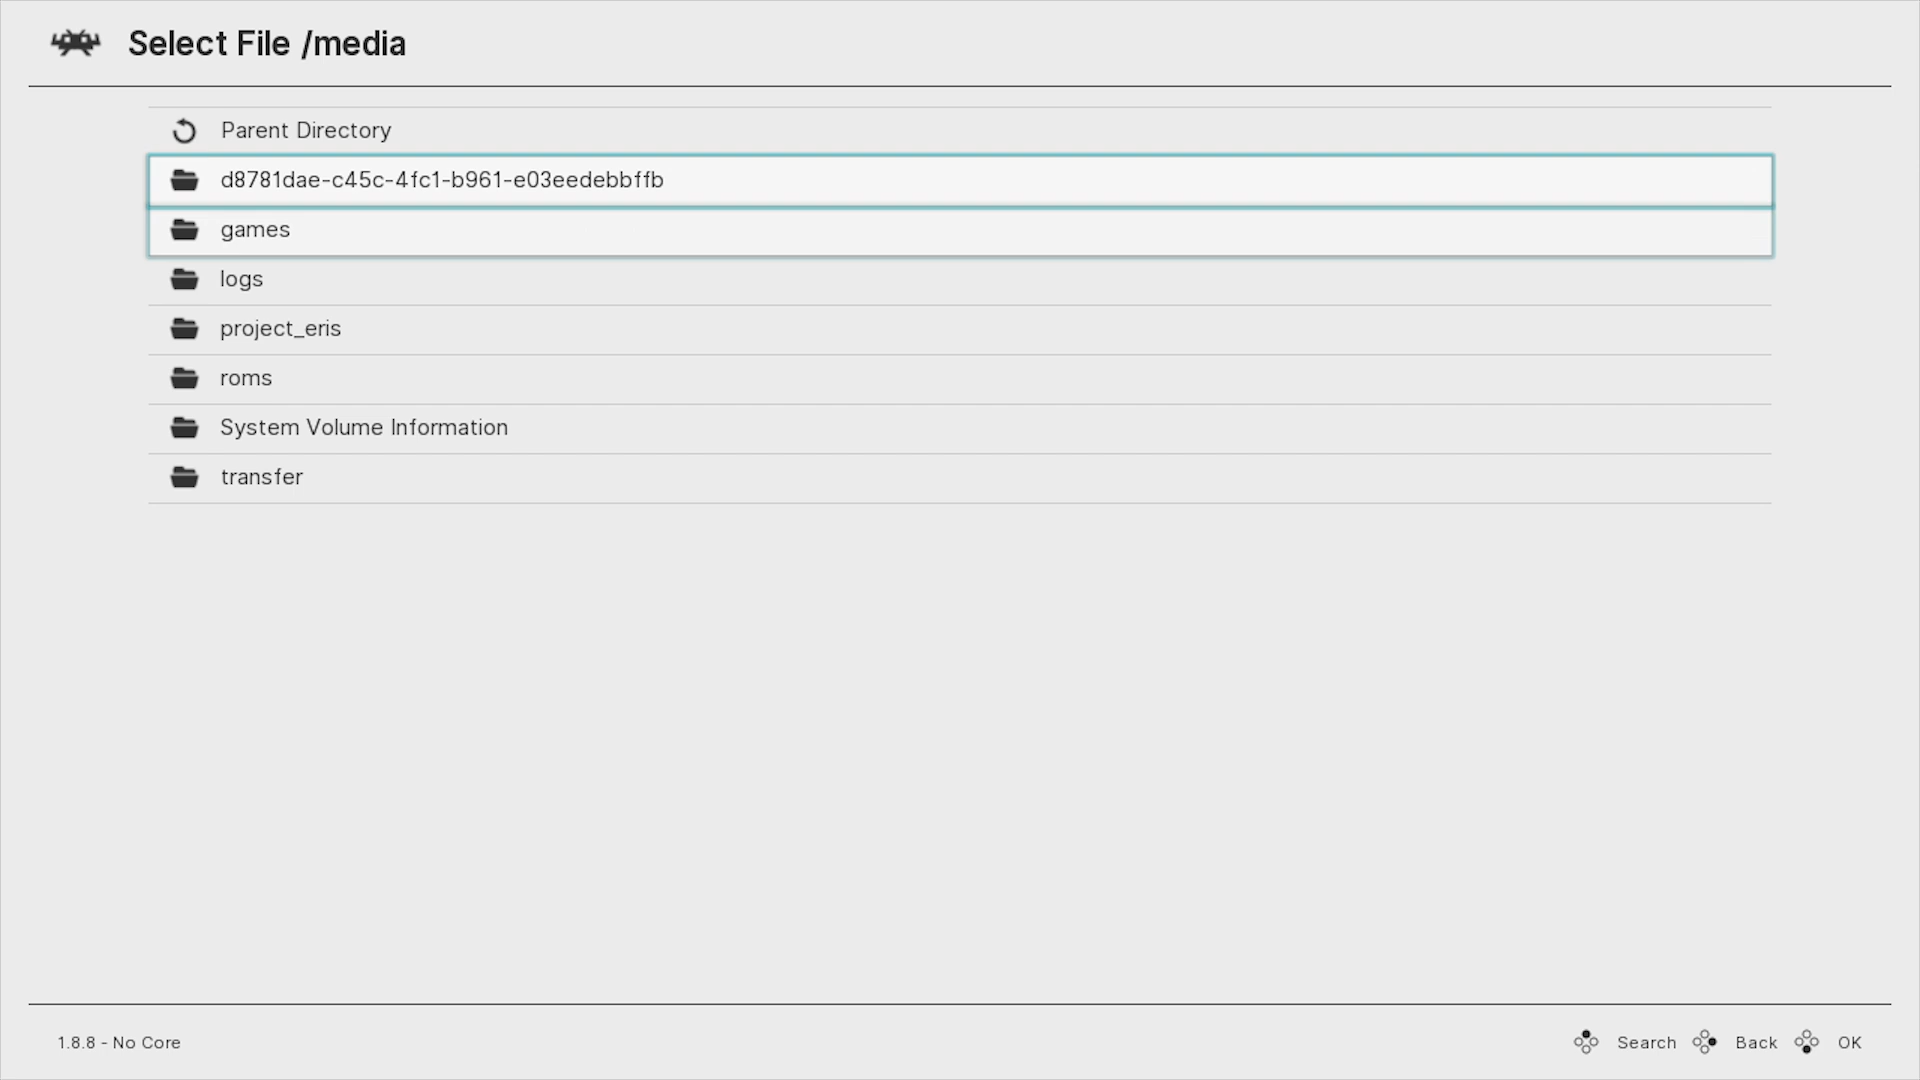 Select File /media
Parent Directory
d8781dae-c45c-4fc1-b961-e03eedebbffb
games
logs
project_eris
roms
System Volume Information
transfer
1.8.8 - No Core
Search Back OK